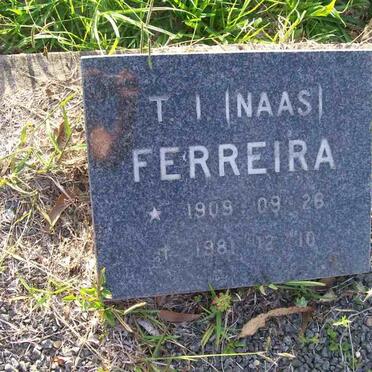 T I (NAAS)
FERREIRA
★ 1909 09 26
† 1981 12 10